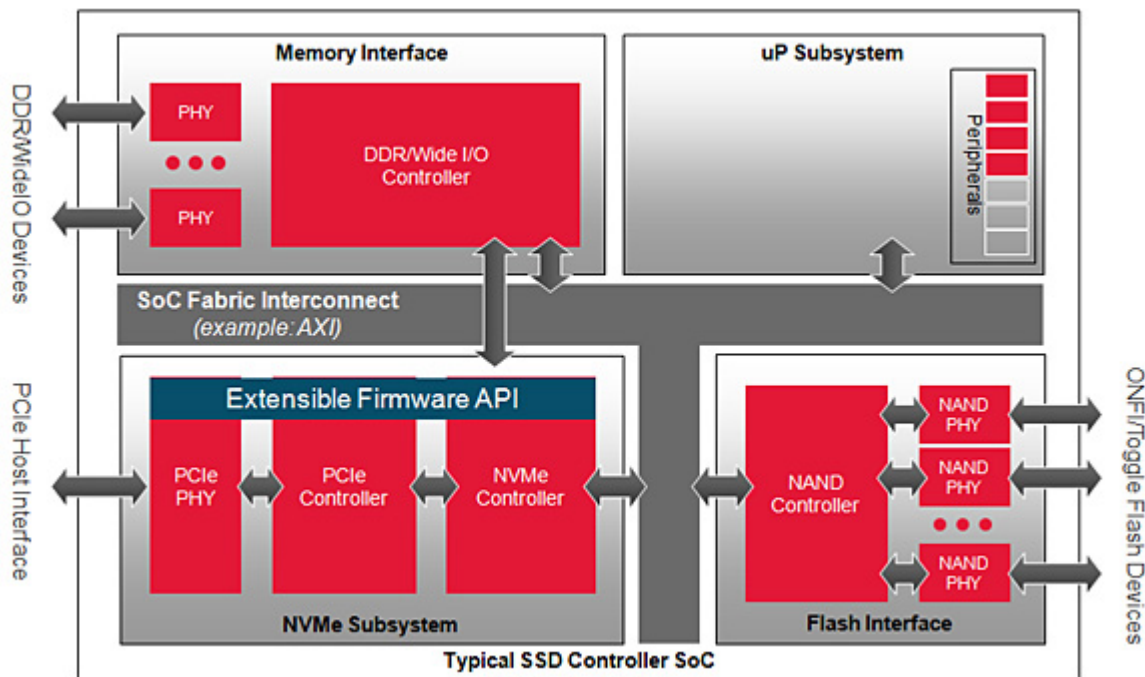 Memory Interface
uP Subsystem
DDR/WideIO Devices
PHY
PHY
DDR/Wide I/O
Controller
Peripherals
SoC Fabric Interconnect
(example: AXI)
PCIe Host Interface
Extensible Firmware API
PCIe
PHY
PCIe
Controller
NVMe
Controller
NVMe Subsystem
NAND
Controller
NAND
PHY
NAND
PHY
NAND
PHY
Flash Interface
ONFI/Toggle Flash Devices
Typical SSD Controller SoC